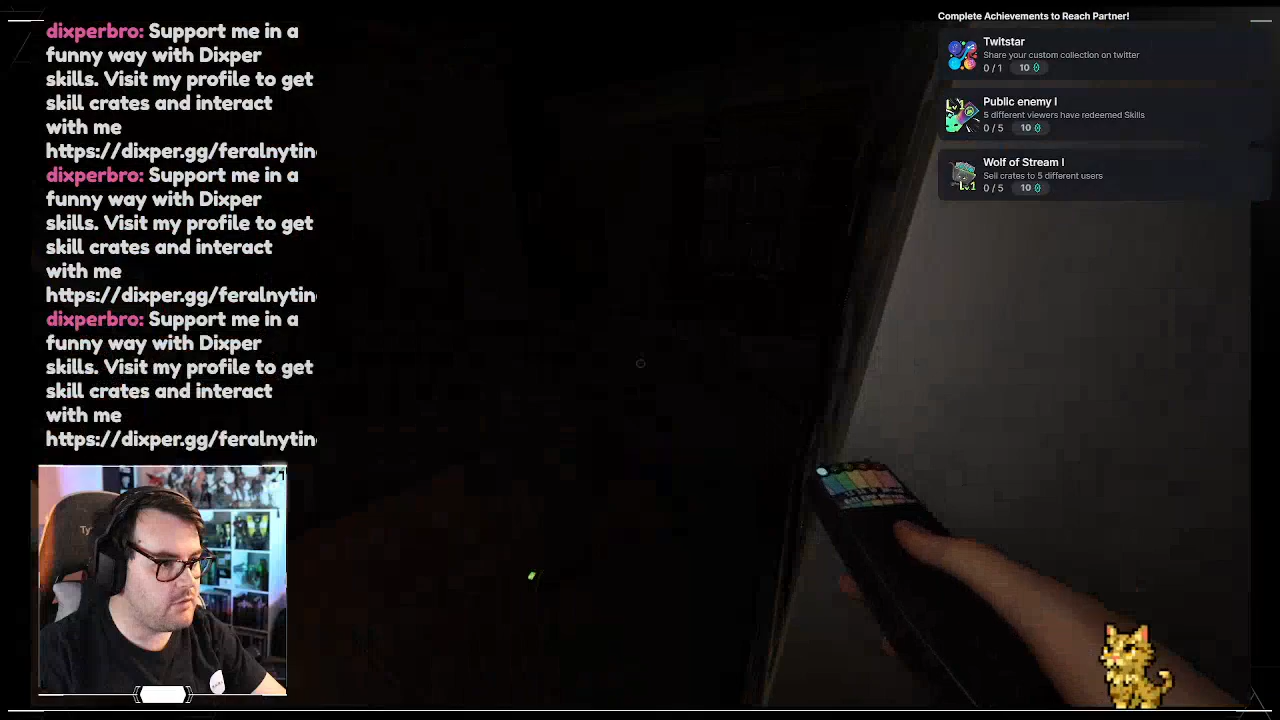 dixperbro: Support me in a
funny way with Dixper
skills. Visit my profile to get
skill crates and interact
with me
https://dixper.gg/feralnytin
dixperbro: Support me in a
funny way with Dixper
skills. Visit my profile to get
skill crates and interact
with me
https://dixper.gg/feralnytin
dixperbro: Support me in a
funny way with Dixper
skills. Visit my profile to get
skill crates and interact
with me
https://dixper.gg/feralnytin
Complete Achievements to Reach Partner!
Twitstar
Share your custom collection on twitter
0 / 1 10
Public enemy I
5 different viewers have redeemed Skills
0 / 5 10
Wolf of Stream I
Sell crates to 5 different users
0 / 5 10
Lv1